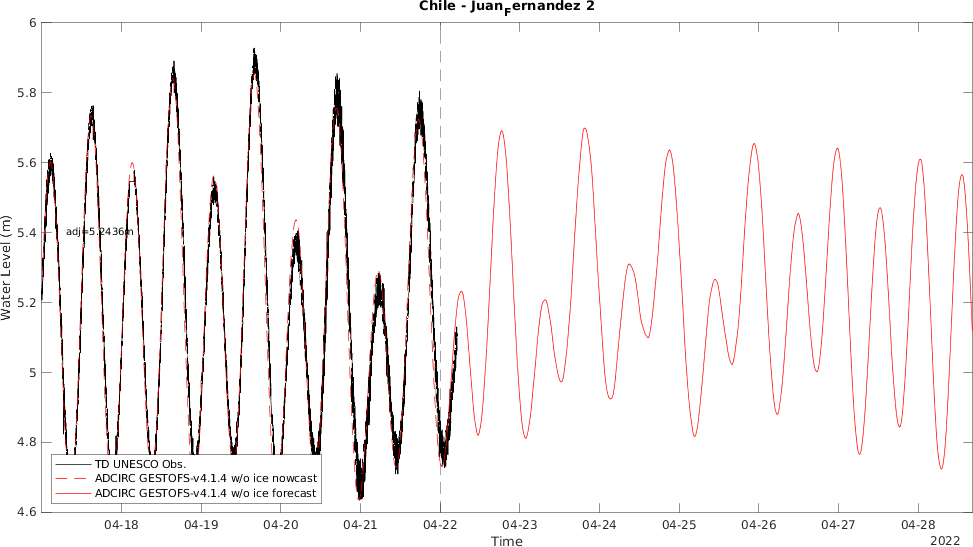 Chile - Juan_Fernandez 2
6
5.8
5.6
5.4
5.2
5
4.8
4.6
Water Level (m)
adj=5.2436m
TD UNESCO Obs.
ADCIRC GESTOFS-v4.1.4 w/o ice nowcast
ADCIRC GESTOFS-v4.1.4 w/o ice forecast
04-18 04-19 04-20 04-21 04-22 04-23 04-24 04-25 04-26 04-27 04-28
Time
2022